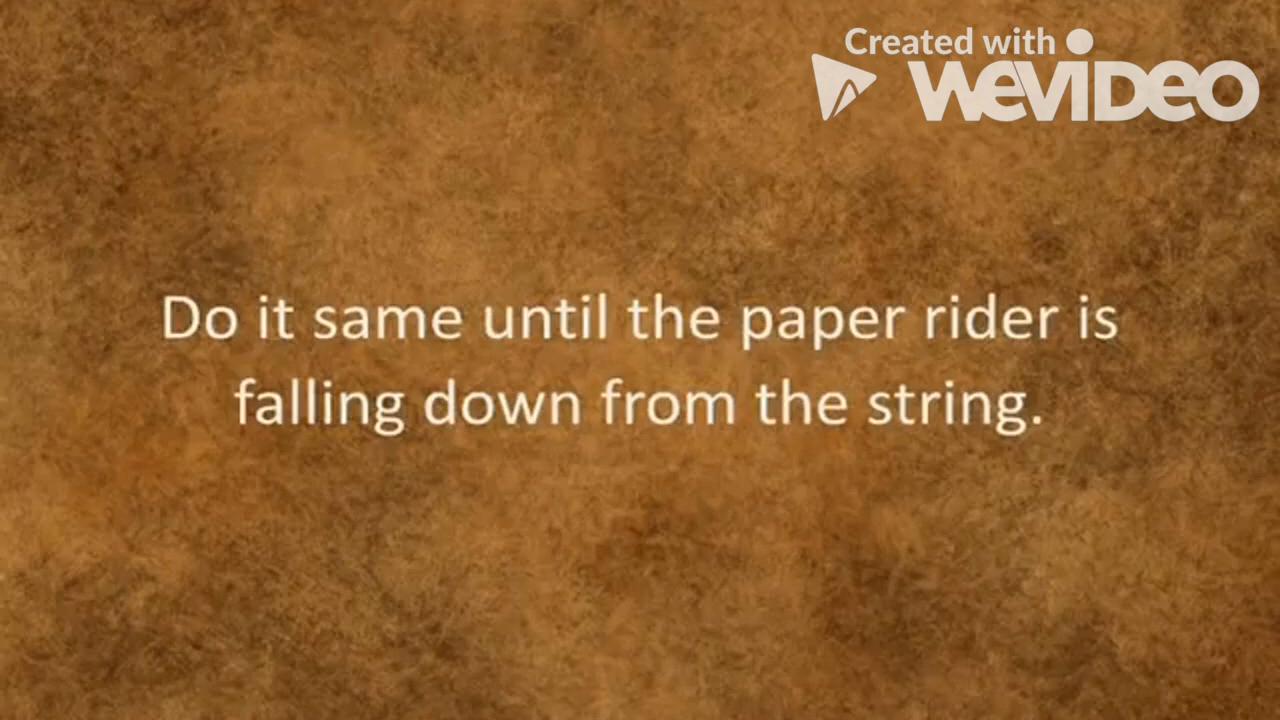 Created with
WEVIDEO
Do it same until the paper rider is
falling down from the string.